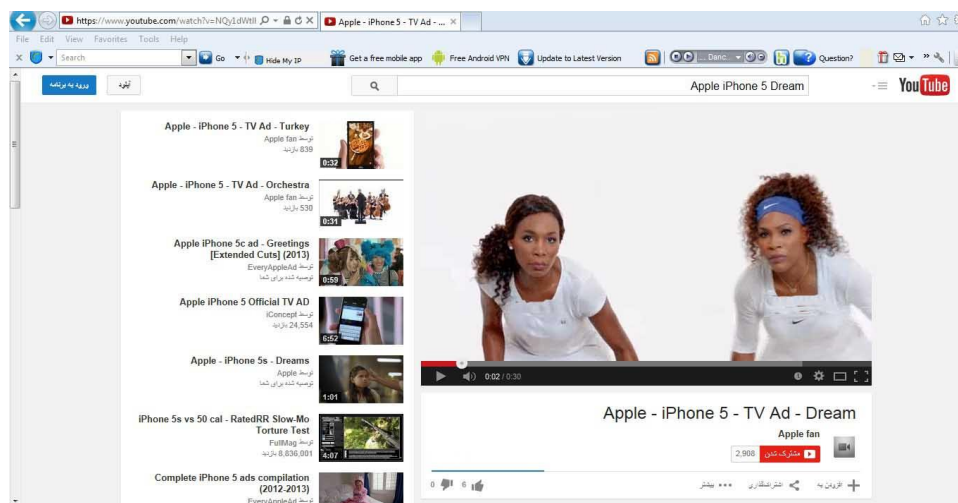 https://www.youtube.com/watch?v=NQy1dWtll
Apple - iPhone 5 - TV Ad - ...
File Edit View Favorites Tools Help
Search Go Hide My IP Get a free mobile app Free Android VPN Update to Latest Version Danc... Question?
YouTube
Apple iPhone 5 Dream
آپلود
ورود به برنامه
0:02 / 0:30
Apple - iPhone 5 - TV Ad - Dream
Apple fan
مشترک شدن 2,908
افزودن به
اشتراک‌گذاری
بیشتر
6
0
Apple - iPhone 5 - TV Ad - Turkey
توسط Apple fan
839 بازدید
0:32
Apple - iPhone 5 - TV Ad - Orchestra
توسط Apple fan
530 بازدید
0:31
Apple iPhone 5c ad - Greetings
[Extended Cuts] (2013)
توسط EveryAppleAd
توصیه شده برای شما
0:59
Apple iPhone 5 Official TV AD
توسط iConcept
24,554 بازدید
6:52
Apple - iPhone 5s - Dreams
توسط Apple
توصیه شده برای شما
1:01
iPhone 5s vs 50 cal - RatedRR Slow-Mo
Torture Test
توسط FullMag
8,836,001 بازدید
4:07
Complete iPhone 5 ads compilation
(2012-2013)
توسط EveryAppleAd